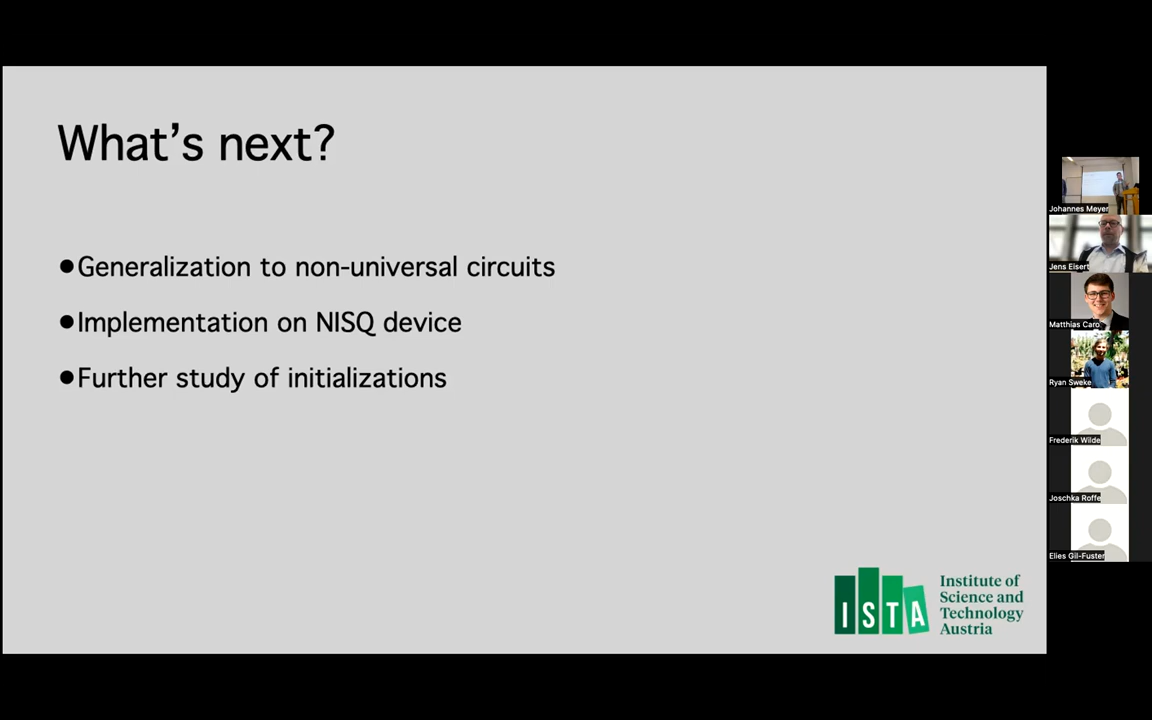 What's next?
●Generalization to non-universal circuits
●Implementation on NISQ device
●Further study of initializations
ISTA
Institute of
Science and
Technology
Austria
Johannes Meyer
Jens Eisert
Matthias Caro
Ryan Sweke
Frederik Wilde
Joschka Roffe
Elies Gil-Fuster